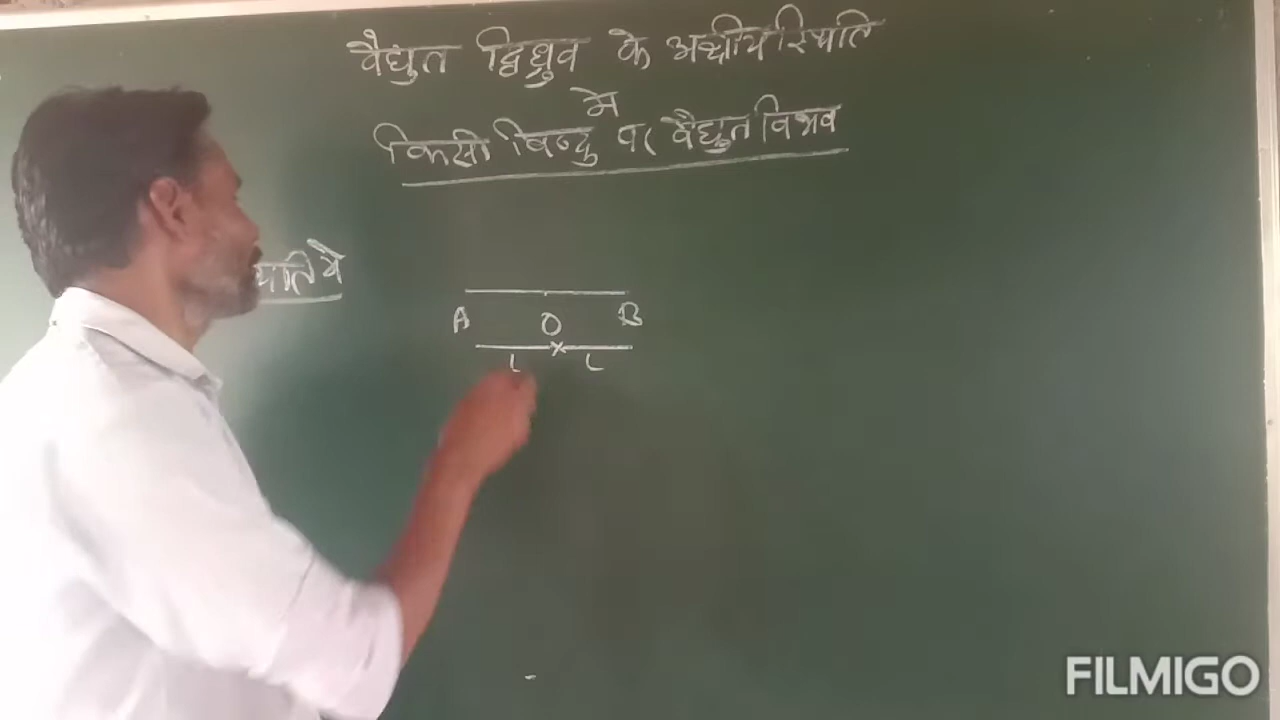 वैद्युत द्विध्रुव के अक्षीय स्थिति
में
किसी बिन्दु पर वैद्युत विभव
A O B
L L
FILMIGO